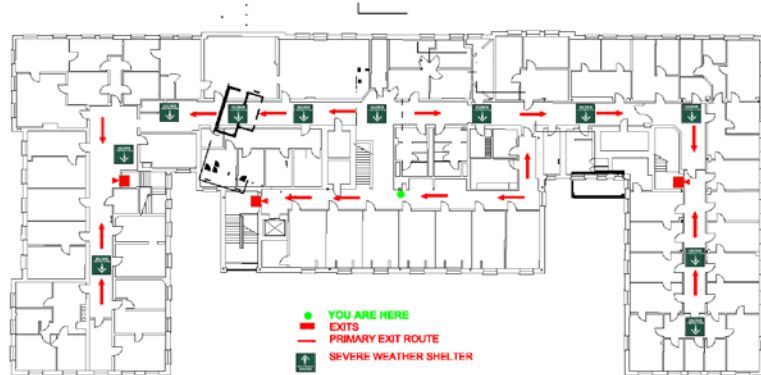 YOU ARE HERE
EXITS
PRIMARY EXIT ROUTE
SEVERE WEATHER SHELTER